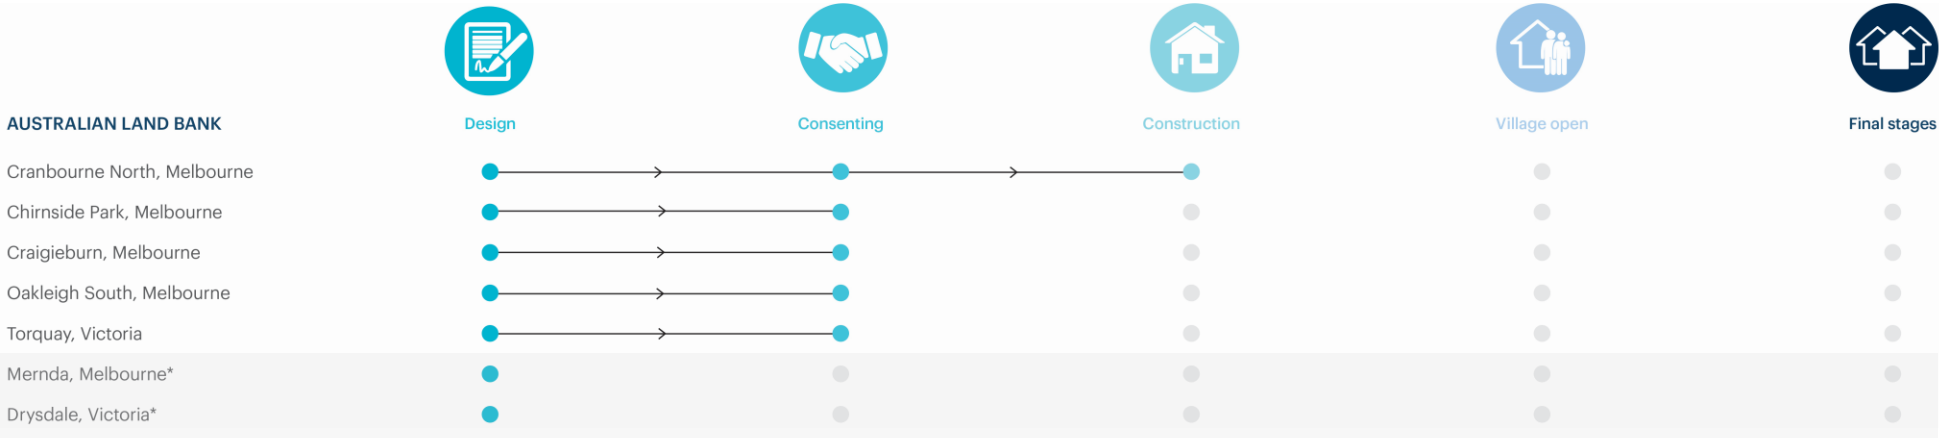 AUSTRALIAN LAND BANK Design Consenting Construction Village open Final stages
Cranbourne North, Melbourne
Chirnside Park, Melbourne
Craigieburn, Melbourne
Oakleigh South, Melbourne
Torquay, Victoria
Mernda, Melbourne*
Drysdale, Victoria*